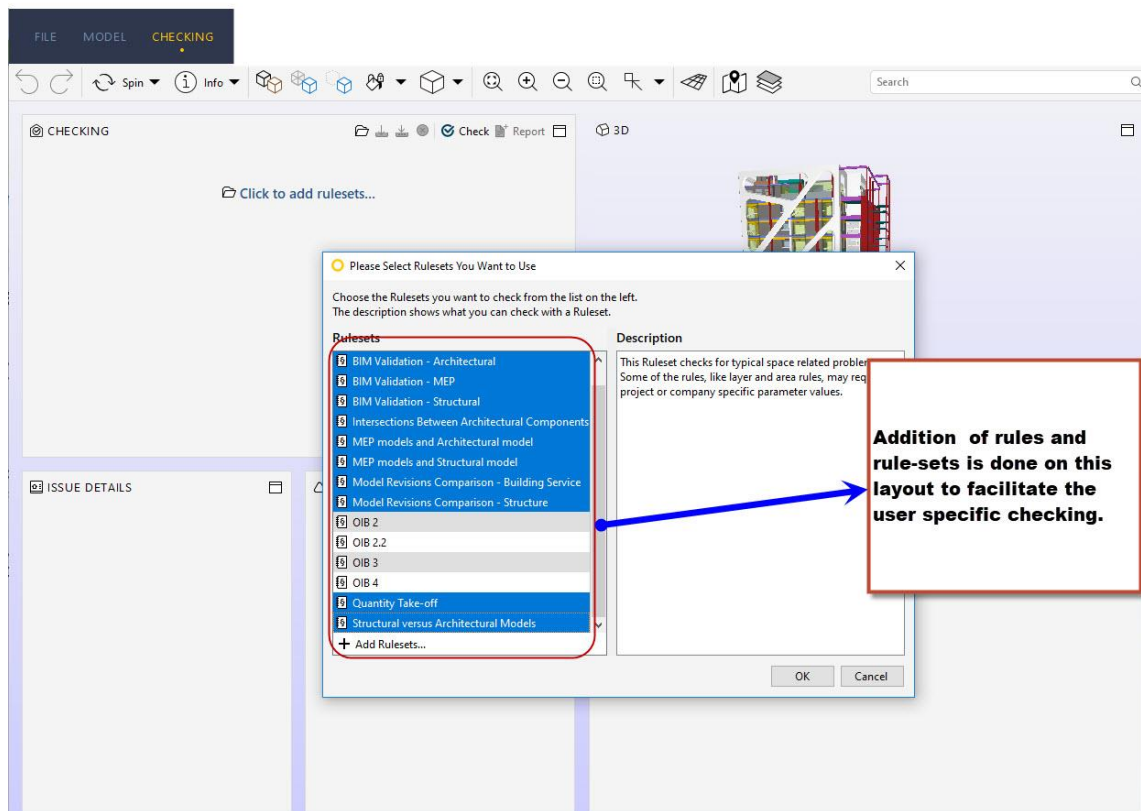 FILE MODEL CHECKING
Spin Info Search
CHECKING Check Report 3D
Click to add rulesets...
Please Select Rulesets You Want to Use
Choose the Rulesets you want to check from the list on the left.
The description shows what you can check with a Ruleset.
Rulesets
BIM Validation - Architectural
BIM Validation - MEP
BIM Validation - Structural
Intersections Between Architectural Components
MEP models and Architectural model
MEP models and Structural model
Model Revisions Comparison - Building Service
Model Revisions Comparison - Structure
OIB 2
OIB 2.2
OIB 3
OIB 4
Quantity Take-off
Structural versus Architectural Models
+ Add Rulesets...
Description
This Ruleset checks for typical space related
Some of the rules, like layer and area rules, may
project or company specific parameter values.
OK Cancel
Addition of rules and
rule-sets is done on this
layout to facilitate the
user specific checking.
ISSUE DETAILS